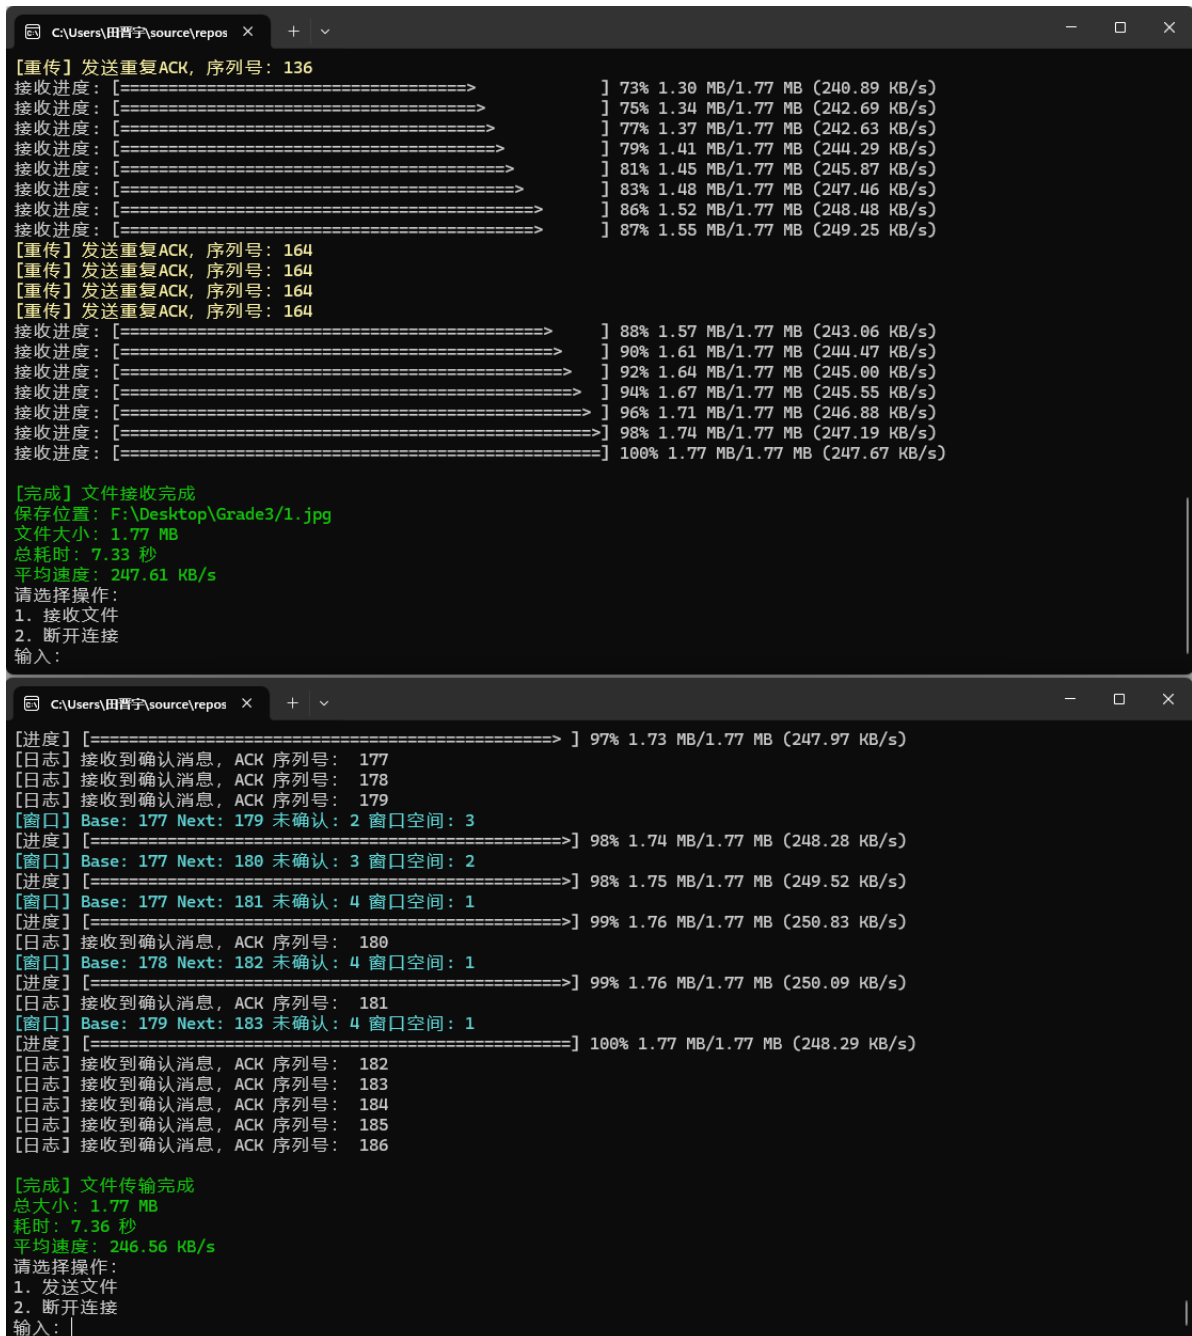 C:\Users\田晋宇\source\repos
[重传] 发送重复ACK, 序列号: 136
接收进度: [====================================>             ] 73% 1.30 MB/1.77 MB (240.89 KB/s)
接收进度: [=====================================>            ] 75% 1.34 MB/1.77 MB (242.69 KB/s)
接收进度: [======================================>           ] 77% 1.37 MB/1.77 MB (242.63 KB/s)
接收进度: [=======================================>          ] 79% 1.41 MB/1.77 MB (244.29 KB/s)
接收进度: [========================================>         ] 81% 1.45 MB/1.77 MB (245.87 KB/s)
接收进度: [=========================================>        ] 83% 1.48 MB/1.77 MB (247.46 KB/s)
接收进度: [===========================================>      ] 86% 1.52 MB/1.77 MB (248.48 KB/s)
接收进度: [===========================================>      ] 87% 1.55 MB/1.77 MB (249.25 KB/s)
[重传] 发送重复ACK, 序列号: 164
[重传] 发送重复ACK, 序列号: 164
[重传] 发送重复ACK, 序列号: 164
[重传] 发送重复ACK, 序列号: 164
接收进度: [============================================>     ] 88% 1.57 MB/1.77 MB (243.06 KB/s)
接收进度: [=============================================>    ] 90% 1.61 MB/1.77 MB (244.47 KB/s)
接收进度: [==============================================>   ] 92% 1.64 MB/1.77 MB (245.00 KB/s)
接收进度: [===============================================>  ] 94% 1.67 MB/1.77 MB (245.55 KB/s)
接收进度: [================================================> ] 96% 1.71 MB/1.77 MB (246.88 KB/s)
接收进度: [=================================================>] 98% 1.74 MB/1.77 MB (247.19 KB/s)
接收进度: [==================================================] 100% 1.77 MB/1.77 MB (247.67 KB/s)
[完成] 文件接收完成
保存位置: F:\Desktop\Grade3/1.jpg
文件大小: 1.77 MB
总耗时: 7.33 秒
平均速度: 247.61 KB/s
请选择操作:
1. 接收文件
2. 断开连接
输入:
C:\Users\田晋宇\source\repos
[进度] [================================================> ] 97% 1.73 MB/1.77 MB (247.97 KB/s)
[日志] 接收到确认消息, ACK 序列号: 177
[日志] 接收到确认消息, ACK 序列号: 178
[日志] 接收到确认消息, ACK 序列号: 179
[窗口] Base: 177 Next: 179 未确认: 2 窗口空间: 3
[进度] [=================================================>] 98% 1.74 MB/1.77 MB (248.28 KB/s)
[窗口] Base: 177 Next: 180 未确认: 3 窗口空间: 2
[进度] [=================================================>] 98% 1.75 MB/1.77 MB (249.52 KB/s)
[窗口] Base: 177 Next: 181 未确认: 4 窗口空间: 1
[进度] [=================================================>] 99% 1.76 MB/1.77 MB (250.83 KB/s)
[日志] 接收到确认消息, ACK 序列号: 180
[窗口] Base: 178 Next: 182 未确认: 4 窗口空间: 1
[进度] [=================================================>] 99% 1.76 MB/1.77 MB (250.09 KB/s)
[日志] 接收到确认消息, ACK 序列号: 181
[窗口] Base: 179 Next: 183 未确认: 4 窗口空间: 1
[进度] [==================================================] 100% 1.77 MB/1.77 MB (248.29 KB/s)
[日志] 接收到确认消息, ACK 序列号: 182
[日志] 接收到确认消息, ACK 序列号: 183
[日志] 接收到确认消息, ACK 序列号: 184
[日志] 接收到确认消息, ACK 序列号: 185
[日志] 接收到确认消息, ACK 序列号: 186
[完成] 文件传输完成
总大小: 1.77 MB
耗时: 7.36 秒
平均速度: 246.56 KB/s
请选择操作:
1. 发送文件
2. 断开连接
输入: